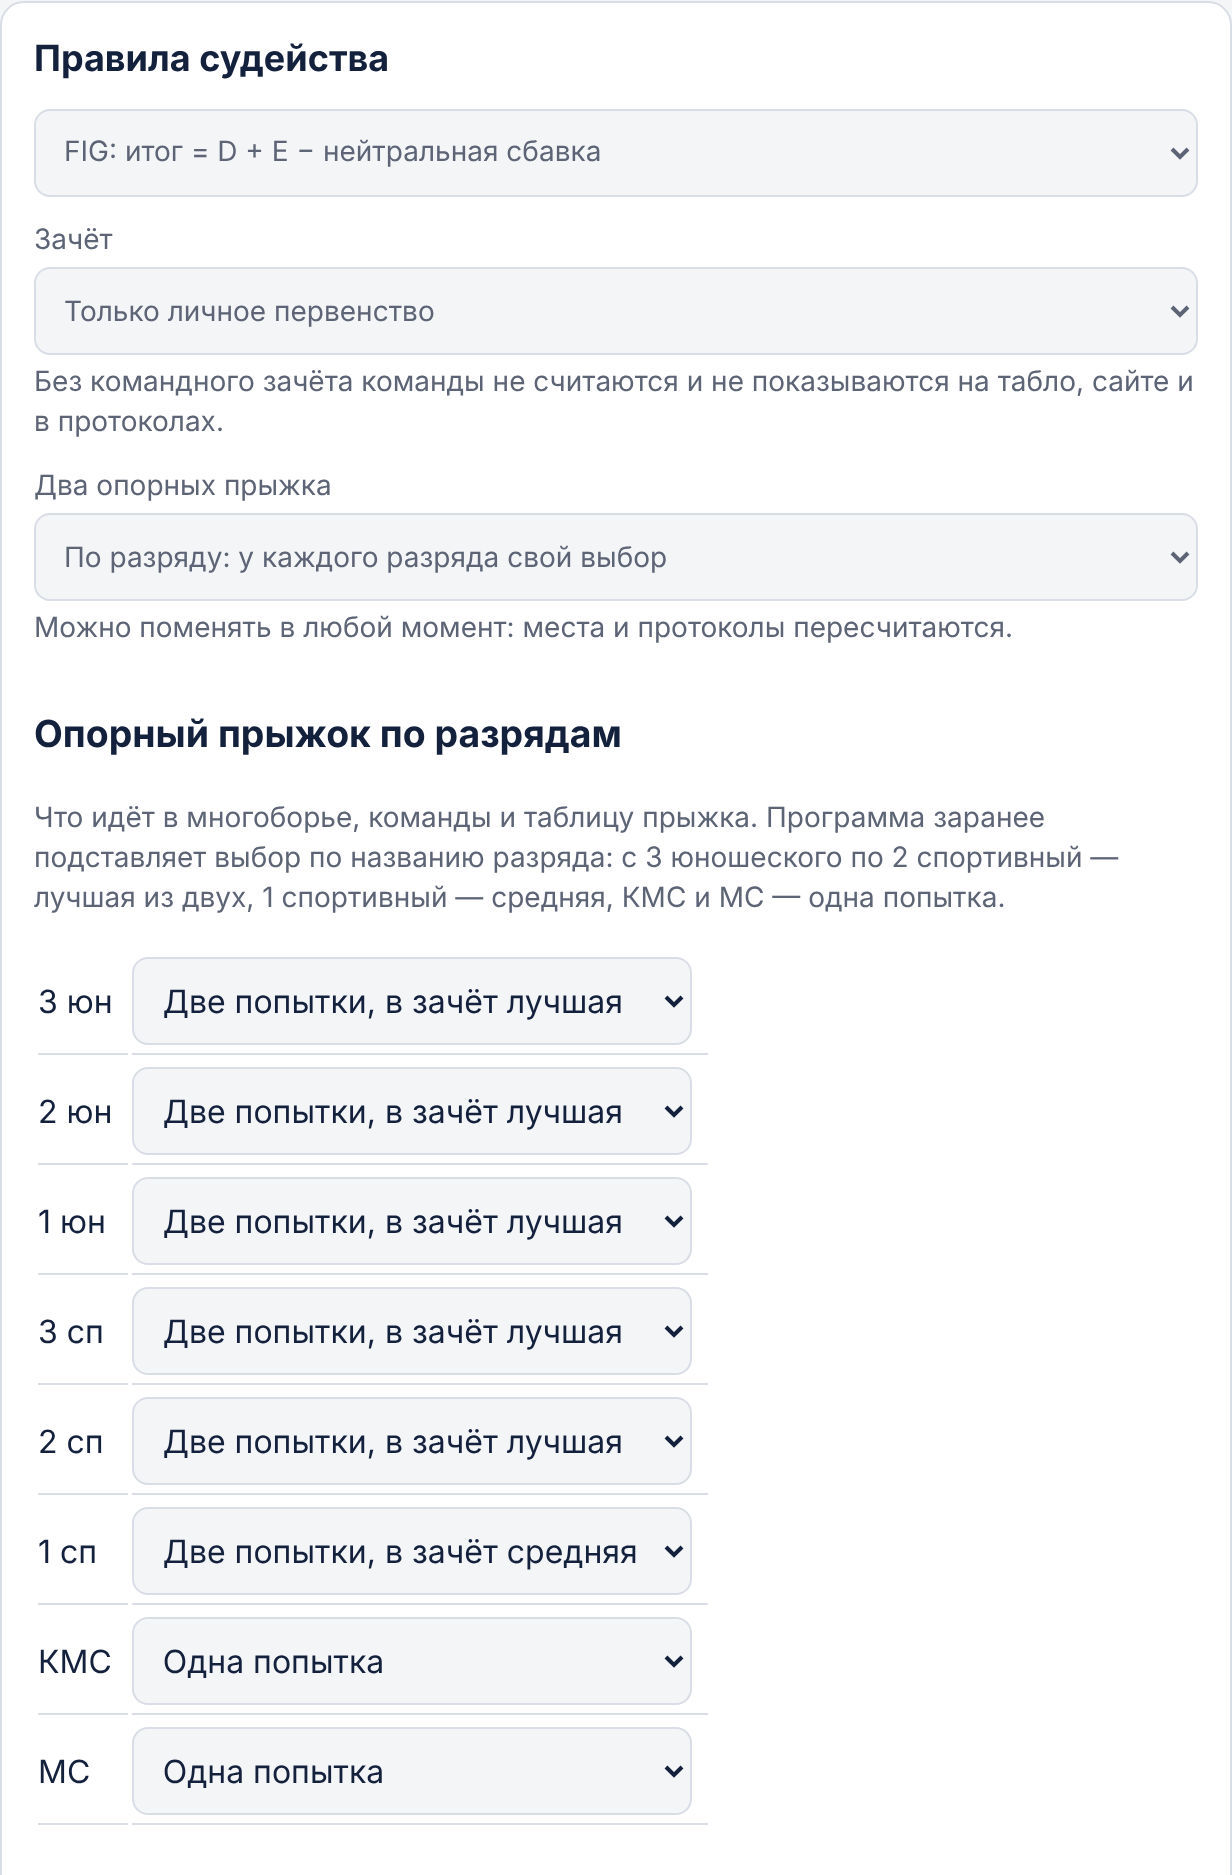 Правила судейства
FIG: итог = D + E − нейтральная сбавка
Зачёт
Только личное первенство
Без командного зачёта команды не считаются и не показываются на табло, сайте и
в протоколах.
Два опорных прыжка
По разряду: у каждого разряда свой выбор
Можно поменять в любой момент: места и протоколы пересчитаются.
Опорный прыжок по разрядам
Что идёт в многоборье, команды и таблицу прыжка. Программа заранее
подставляет выбор по названию разряда: с 3 юношеского по 2 спортивный —
лучшая из двух, 1 спортивный — средняя, КМС и МС — одна попытка.
3 юн Две попытки, в зачёт лучшая
2 юн Две попытки, в зачёт лучшая
1 юн Две попытки, в зачёт лучшая
3 сп Две попытки, в зачёт лучшая
2 сп Две попытки, в зачёт лучшая
1 сп Две попытки, в зачёт средняя
КМС Одна попытка
МС Одна попытка